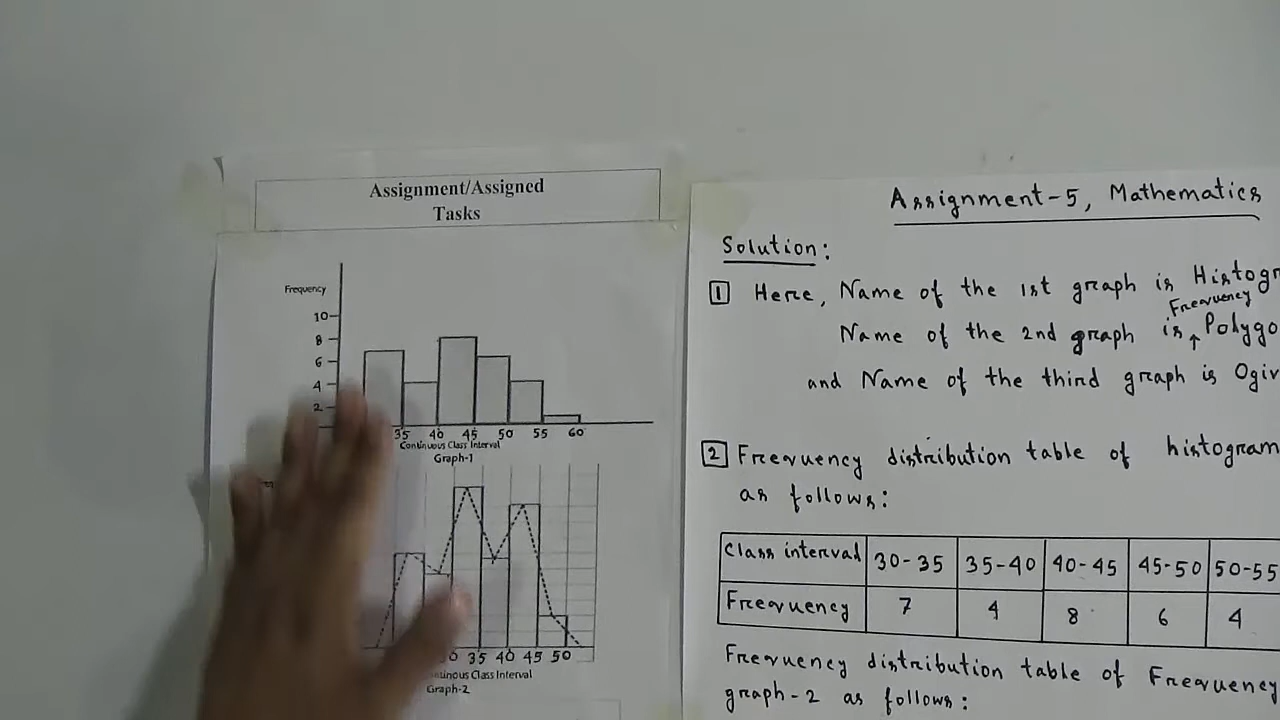 Assignment/Assigned
Tasks
Frequency
10
8
6
4
2
35 40 45 50 55 60
Continuous Class Interval
Graph-1
35 40 45 50
Class Interval
Graph-2
Assignment-5, Mathematics
Solution:
1 Here, Name of the 1st graph is Histogr
Frequency
Name of the 2nd graph is Polygo
and Name of the third graph is Ogiv
2 Frequency distribution table of histogram
as follows:
Class interval 30-35 35-40 40-45 45-50 50-55
Frequency 7 4 8 6 4
Frequency distribution table of Frequency
graph-2 as follows: